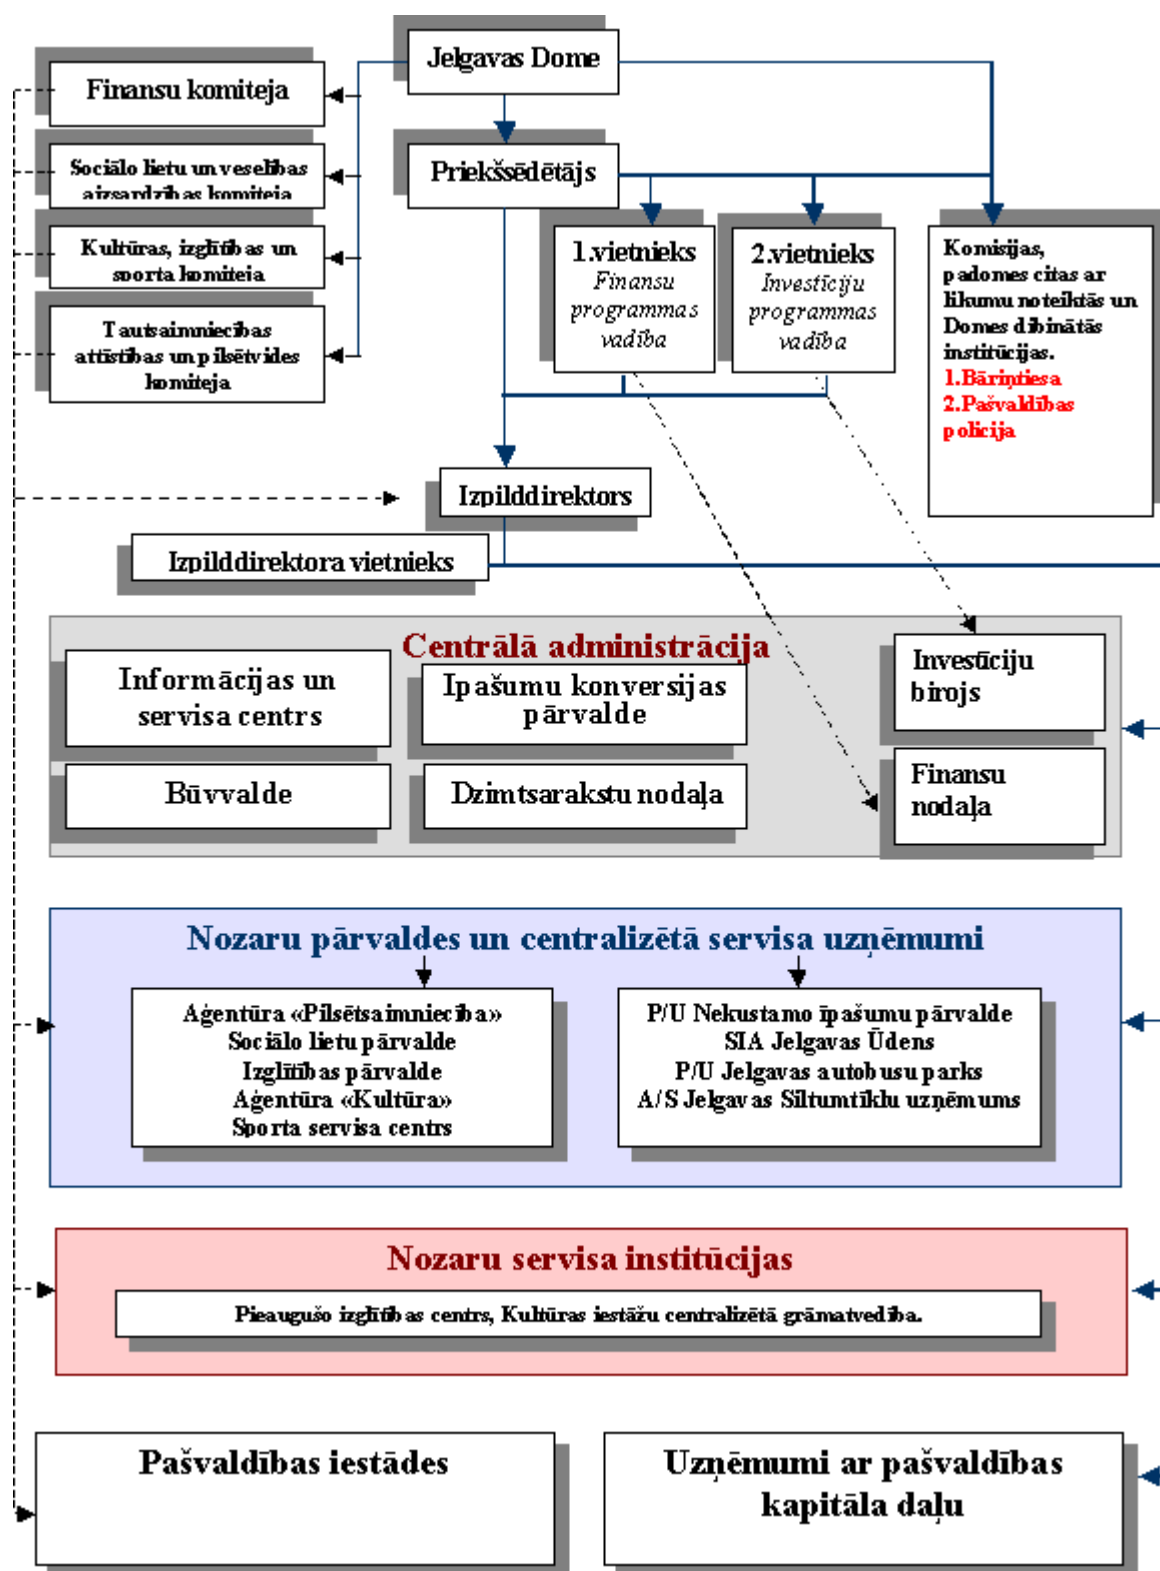 Jelgavas Dome
Finansu komiteja
Sociālo lietu un veselības
aizsardzības komiteja
Kultūras, izglītības un
sporta komiteja
Tautsaimniecības
attīstības un pilsētvides
komiteja
Priekšsēdētājs
1.vietnieks
Finansu
programmas
vadība
2.vietnieks
Investīciju
programmas
vadība
Komisijas,
padomes citas ar
likumu noteiktās un
Domes dibinātās
institūcijas.
1.Bāriņtiesa
2.Pašvaldības
policija
Izpilddirektors
Izpilddirektora vietnieks
Centrālā administrācija
Informācijas un
servisa centrs
Ipašumu konversijas
pārvalde
Investīciju
birojs
Būvvalde
Dzimtsarakstu nodaļa
Finansu
nodaļa
Nozaru pārvaldes un centralizētā servisa uzņēmumi
Aģentūra «Pilsētsaimniecība»
Sociālo lietu pārvalde
Izglītības pārvalde
Aģentūra «Kultūra»
Sporta servisa centrs
P/U Nekustamo īpašumu pārvalde
SIA Jelgavas Ūdens
P/U Jelgavas autobusu parks
A/S Jelgavas Siltumtīklu uzņēmums
Nozaru servisa institūcijas
Pieaugušo izglītības centrs, Kultūras iestāžu centralizētā grāmatvedība.
Pašvaldības iestādes
Uzņēmumi ar pašvaldības
kapitāla daļu